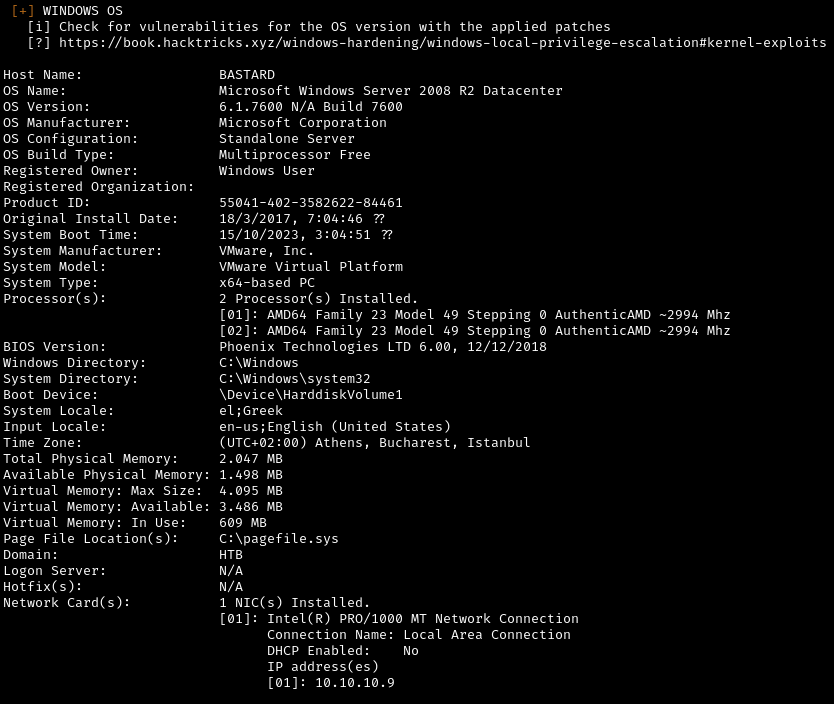 [+] WINDOWS OS
[i] Check for vulnerabilities for the OS version with the applied patches
[?] https://book.hacktricks.xyz/windows-hardening/windows-local-privilege-escalation#kernel-exploits
Host Name: BASTARD
OS Name: Microsoft Windows Server 2008 R2 Datacenter
OS Version: 6.1.7600 N/A Build 7600
OS Manufacturer: Microsoft Corporation
OS Configuration: Standalone Server
OS Build Type: Multiprocessor Free
Registered Owner: Windows User
Registered Organization:
Product ID: 55041-402-3582622-84461
Original Install Date: 18/3/2017, 7:04:46 ??
System Boot Time: 15/10/2023, 3:04:51 ??
System Manufacturer: VMware, Inc.
System Model: VMware Virtual Platform
System Type: x64-based PC
Processor(s): 2 Processor(s) Installed.
[01]: AMD64 Family 23 Model 49 Stepping 0 AuthenticAMD ~2994 Mhz
[02]: AMD64 Family 23 Model 49 Stepping 0 AuthenticAMD ~2994 Mhz
BIOS Version: Phoenix Technologies LTD 6.00, 12/12/2018
Windows Directory: C:\Windows
System Directory: C:\Windows\system32
Boot Device: \Device\HarddiskVolume1
System Locale: el;Greek
Input Locale: en-us;English (United States)
Time Zone: (UTC+02:00) Athens, Bucharest, Istanbul
Total Physical Memory: 2.047 MB
Available Physical Memory: 1.498 MB
Virtual Memory: Max Size: 4.095 MB
Virtual Memory: Available: 3.486 MB
Virtual Memory: In Use: 609 MB
Page File Location(s): C:\pagefile.sys
Domain: HTB
Logon Server: N/A
Hotfix(s): N/A
Network Card(s): 1 NIC(s) Installed.
[01]: Intel(R) PRO/1000 MT Network Connection
Connection Name: Local Area Connection
DHCP Enabled: No
IP address(es)
[01]: 10.10.10.9